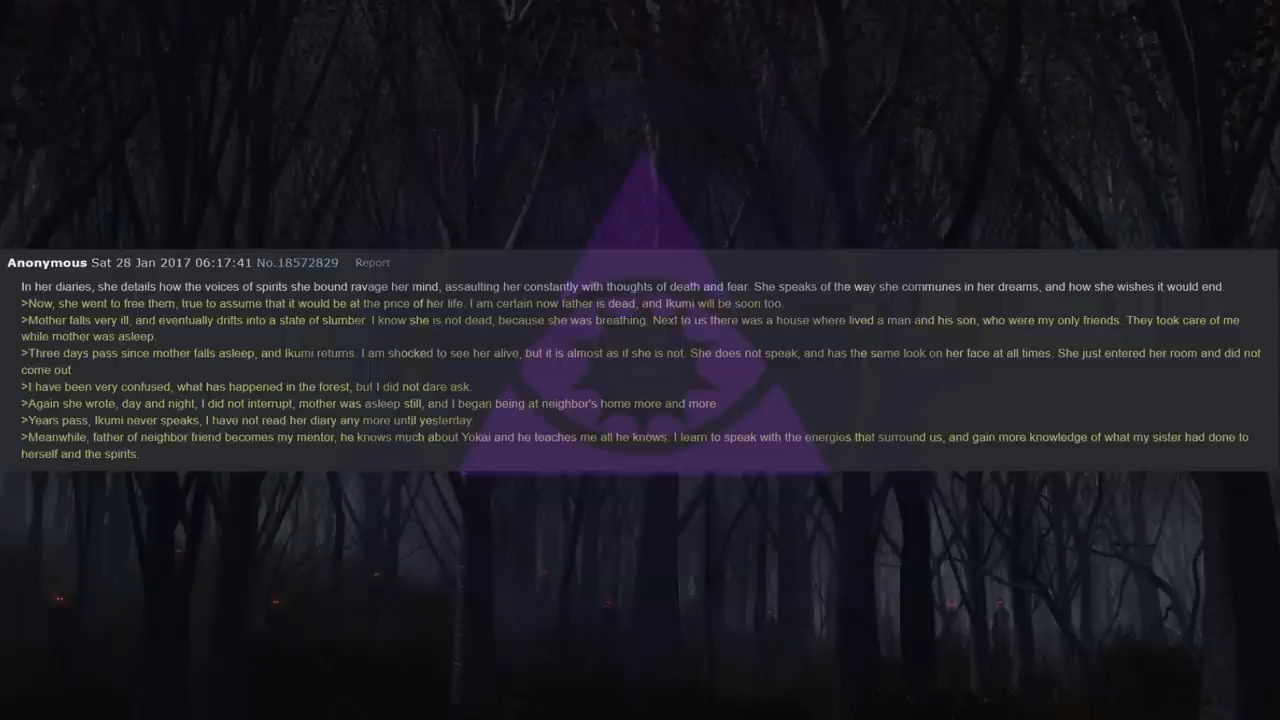 Anonymous Sat 28 Jan 2017 06:17:41 No.18572829 Report
In her diaries, she details how the voices of spirits she bound ravage her mind, assaulting her constantly with thoughts of death and fear. She speaks of the way she communes in her dreams, and how she wishes it would end.
>Now, she went to free them, true to assume that it would be at the price of her life. I am certain now father is dead, and Ikumi will be soon too.
>Mother falls very ill, and eventually drifts into a state of slumber. I know she is not dead, because she was breathing. Next to us there was a house where lived a man and his son, who were my only friends. They took care of me
while mother was asleep.
>Three days pass since mother falls asleep, and Ikumi returns. I am shocked to see her alive, but it is almost as if she is not. She does not speak, and has the same look on her face at all times. She just entered her room and did not
come out
>I have been very confused, what has happened in the forest, but I did not dare ask.
>Again she wrote, day and night, I did not interrupt, mother was asleep still, and I began being at neighbor's home more and more
>Years pass, Ikumi never speaks, I have not read her diary any more until yesterday.
>Meanwhile, father of neighbor friend becomes my mentor, he knows much about Yokai and he teaches me all he knows. I learn to speak with the energies that surround us, and gain more knowledge of what my sister had done to
herself and the spirits.